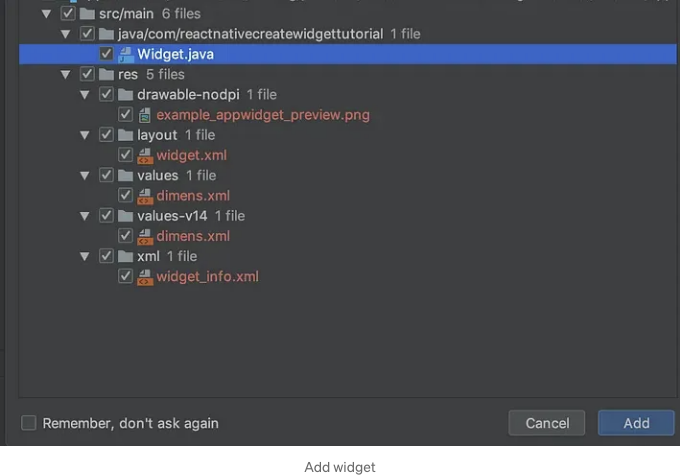 src/main 6 files
java/com/reactnativecreatewidgettutorial 1 file
Widget.java
res 5 files
drawable-nodpi 1 file
example_appwidget_preview.png
layout 1 file
widget.xml
values 1 file
dimens.xml
values-v14 1 file
dimens.xml
xml 1 file
widget_info.xml
Remember, don't ask again
Cancel
Add
Add widget